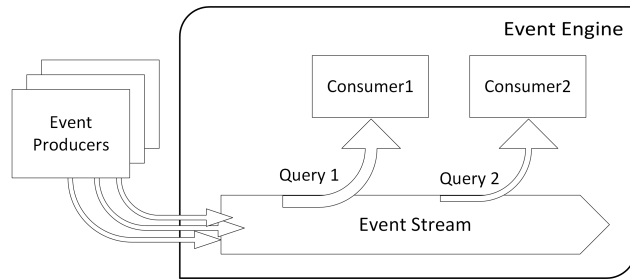 Event Engine
Consumer1
Consumer2
Event
Producers
Query 1
Query 2
Event Stream